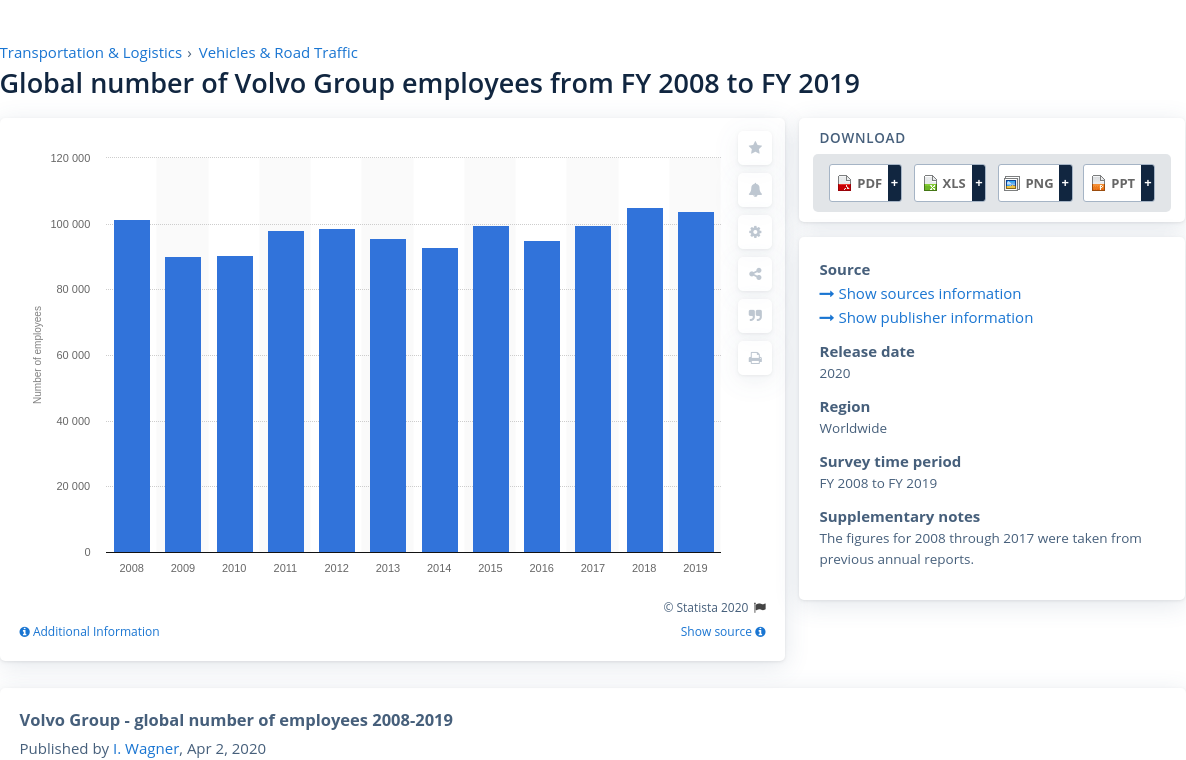 Transportation & Logistics › Vehicles & Road Traffic
Global number of Volvo Group employees from FY 2008 to FY 2019
120 000
100 000
80 000
60 000
40 000
20 000
0
Number of employees
2008 2009 2010 2011 2012 2013 2014 2015 2016 2017 2018 2019
© Statista 2020
Additional Information
Show source
DOWNLOAD
PDF + XLS + PNG + PPT +
Source
Show sources information
Show publisher information
Release date
2020
Region
Worldwide
Survey time period
FY 2008 to FY 2019
Supplementary notes
The figures for 2008 through 2017 were taken from
previous annual reports.
Volvo Group - global number of employees 2008-2019
Published by I. Wagner, Apr 2, 2020